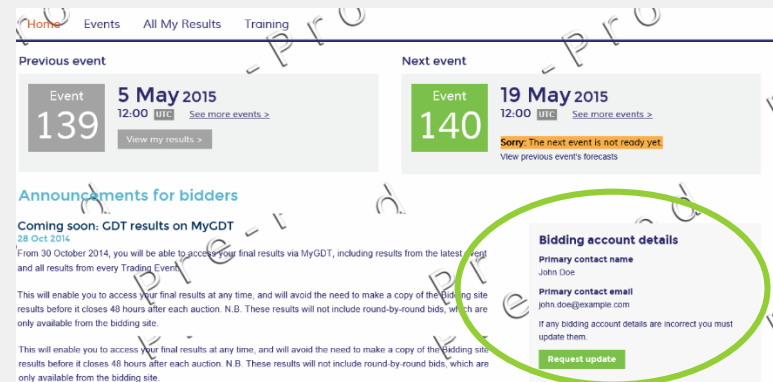 Home Events All My Results Training
Previous event
Event
139
5 May 2015
12:00 UTC See more events >
View my results >
Next event
Event
140
19 May 2015
12:00 UTC See more events >
Sorry: The next event is not ready yet.
View previous event's forecasts
Announcements for bidders
Coming soon: GDT results on MyGDT
28 Oct 2014
From 30 October 2014, you will be able to access your final results via MyGDT, including results from the latest event
and all results from every Trading Event.
This will enable you to access your final results at any time, and will avoid the need to make a copy of the Bidding site
results before it closes 48 hours after each auction. N.B. These results will not include round-by-round bids, which are
only available from the bidding site.
This will enable you to access your final results at any time, and will avoid the need to make a copy of the Bidding site
results before it closes 48 hours after each auction. N.B. These results will not include round-by-round bids, which are
only available from the bidding site.
Bidding account details
Primary contact name
John Doe
Primary contact email
john.doe@example.com
If any bidding account details are incorrect you must
update them.
Request update